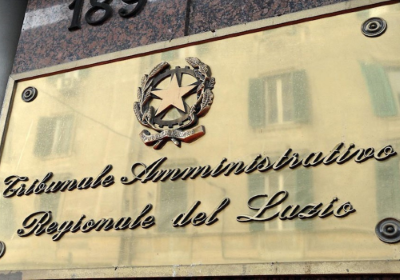 189
Tribunale Amministrativo
Regionale del Lazio